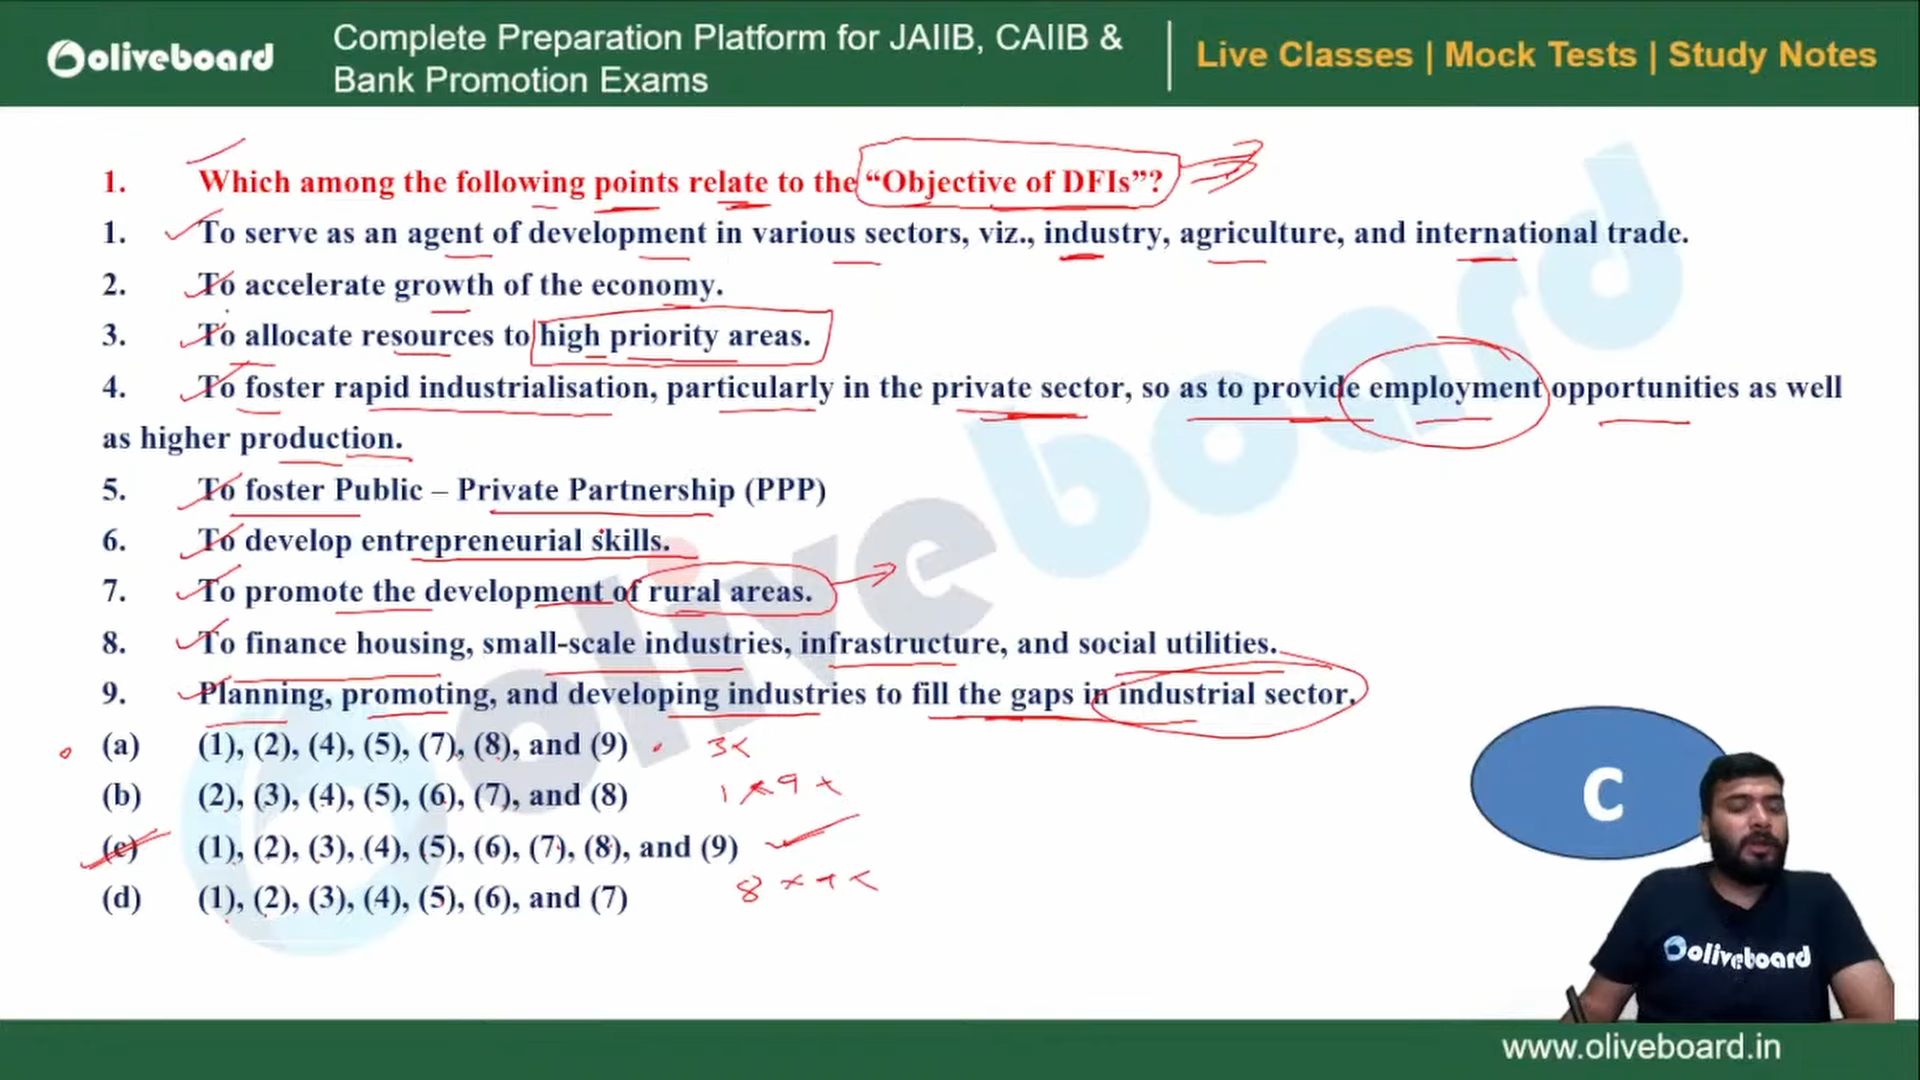 oliveboard
Complete Preparation Platform for JAIIB, CAIIB &
Bank Promotion Exams
Live Classes | Mock Tests | Study Notes
1. Which among the following points relate to the “Objective of DFIs”?
1. To serve as an agent of development in various sectors, viz., industry, agriculture, and international trade.
2. To accelerate growth of the economy.
3. To allocate resources to high priority areas.
4. To foster rapid industrialisation, particularly in the private sector, so as to provide employment opportunities as well
as higher production.
5. To foster Public – Private Partnership (PPP)
6. To develop entrepreneurial skills.
7. To promote the development of rural areas.
8. To finance housing, small-scale industries, infrastructure, and social utilities.
9. Planning, promoting, and developing industries to fill the gaps in industrial sector.
(a) (1), (2), (4), (5), (7), (8), and (9) 3x
(b) (2), (3), (4), (5), (6), (7), and (8) 1 x 9 x
(c) (1), (2), (3), (4), (5), (6), (7), (8), and (9)
(d) (1), (2), (3), (4), (5), (6), and (7) 8 x
C
oliveboard
oliveboard
www.oliveboard.in